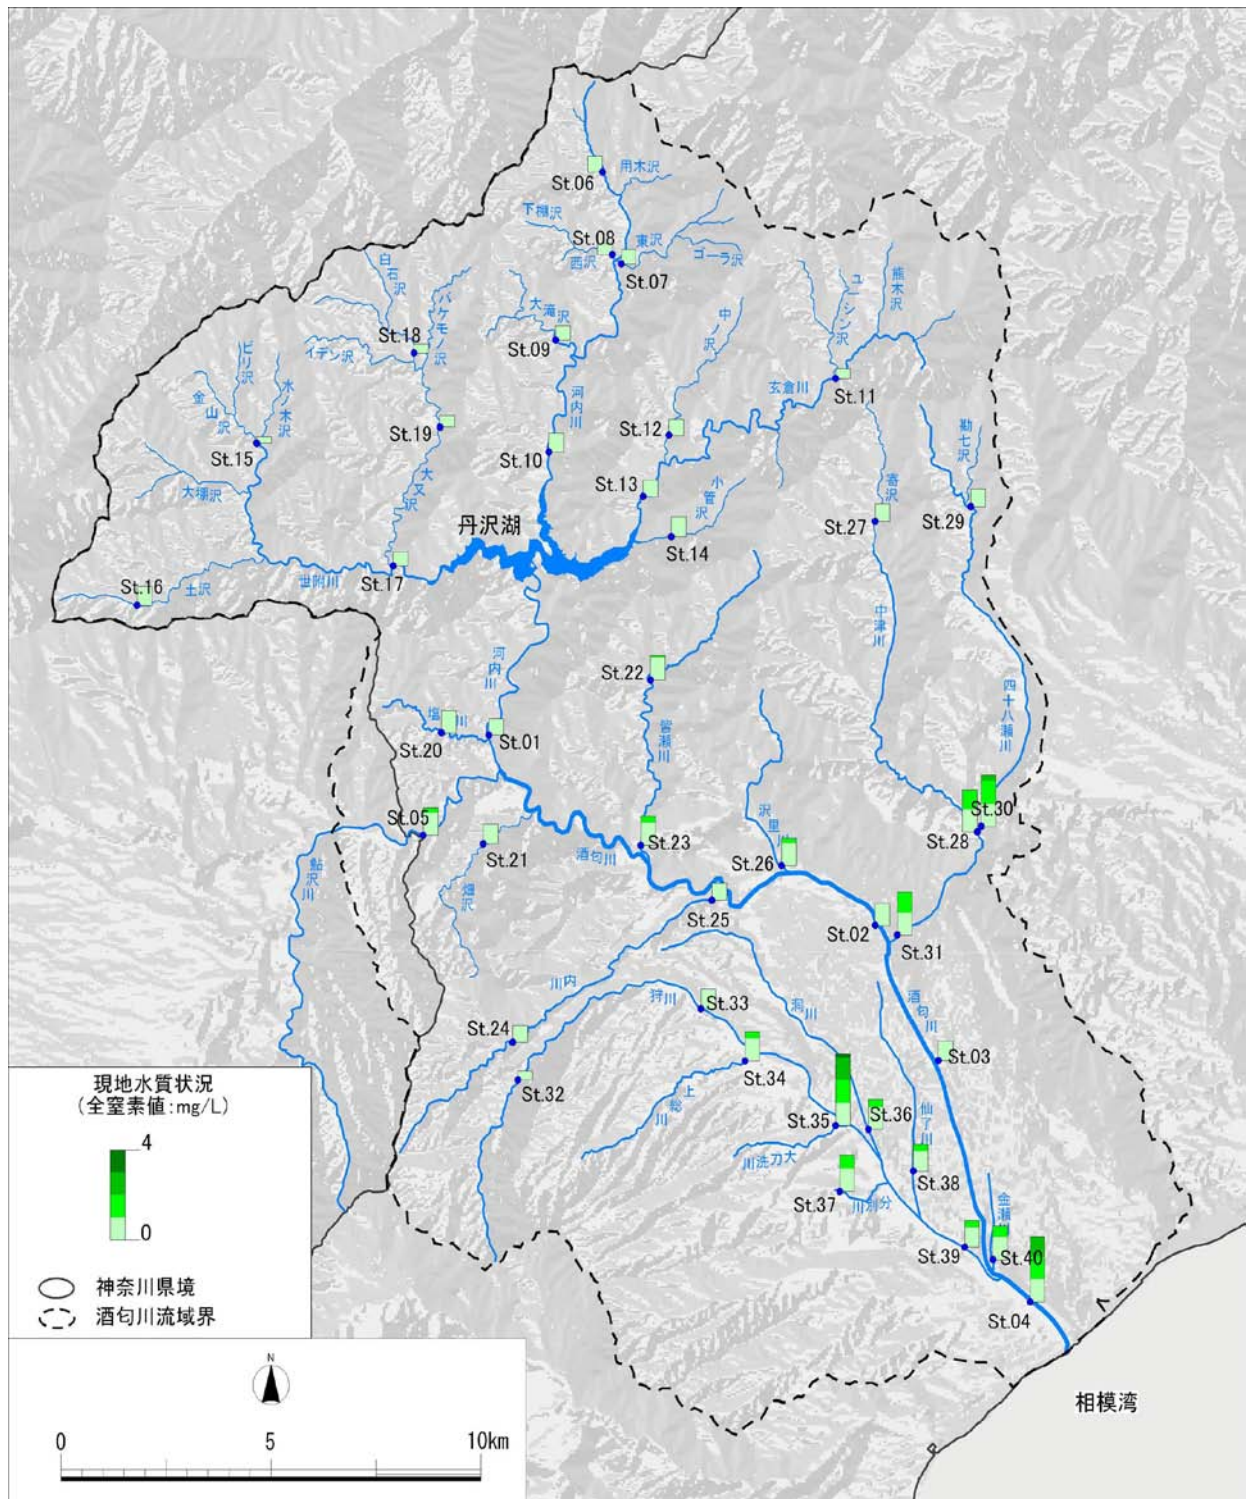 St.06
用木沢
下棚沢
St.08
東沢
西沢
ゴーラ沢
St.07
白石沢
バケモノ沢
大滝沢
中ノ沢
ユーシン沢
熊木沢
St.18
St.09
イデン沢
ビリ沢
水ノ木沢
金山沢
河内川
玄倉川
St.11
St.19
St.12
勘七沢
St.15
St.10
大又沢
大棚沢
St.13
小菅沢
寄沢
St.29
丹沢湖
St.27
St.14
St.17
世附川
土沢
St.16
中津川
河内川
St.22
四十八瀬川
塩川
St.20
St.01
皆瀬川
St.30
St.05
St.28
St.21
St.23
沢里川
酒匂川
St.26
鮎沢川
畑沢
St.25
St.02
St.31
川内
狩川
洞川
酒匂川
St.33
St.24
St.03
St.32
St.34
川総上
仙了川
St.35
St.36
川洗刀大
St.38
St.37
川別分
金瀬川
St.39
St.40
St.04
相模湾
現地水質状況
(全窒素値:mg/L)
4
0
神奈川県境
酒匂川流域界
N
0 5 10km